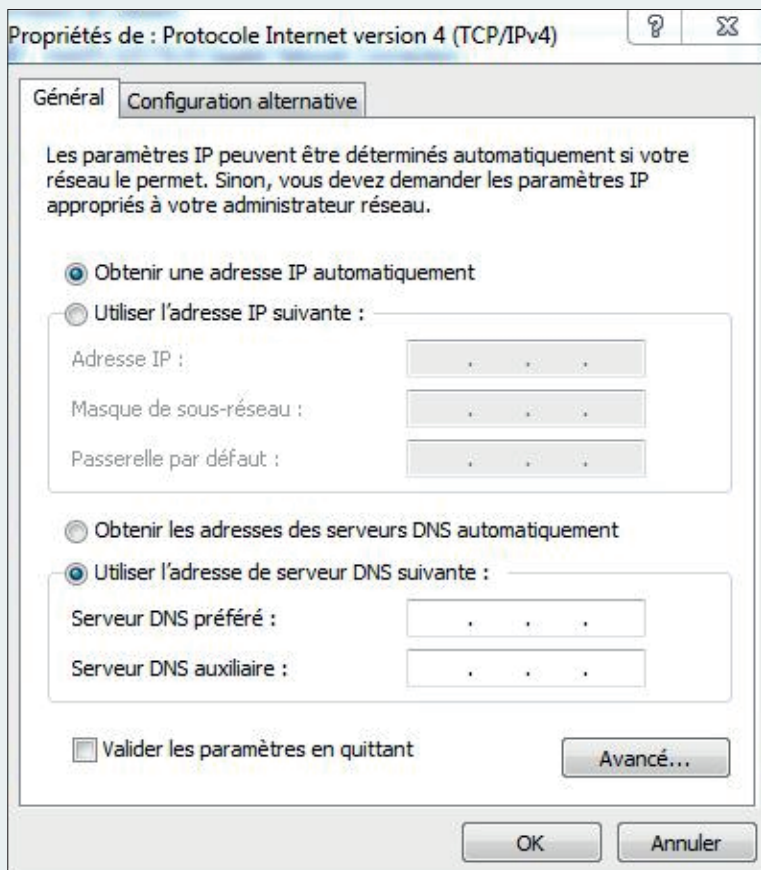 Propriétés de : Protocole Internet version 4 (TCP/IPv4)
Général
Configuration alternative
Les paramètres IP peuvent être déterminés automatiquement si votre
réseau le permet. Sinon, vous devez demander les paramètres IP
appropriés à votre administrateur réseau.
Obtenir une adresse IP automatiquement
Utiliser l'adresse IP suivante :
Adresse IP :
Masque de sous-réseau :
Passerelle par défaut :
Obtenir les adresses des serveurs DNS automatiquement
Utiliser l'adresse de serveur DNS suivante :
Serveur DNS préféré :
Serveur DNS auxiliaire :
Valider les paramètres en quittant
Avancé...
OK
Annuler